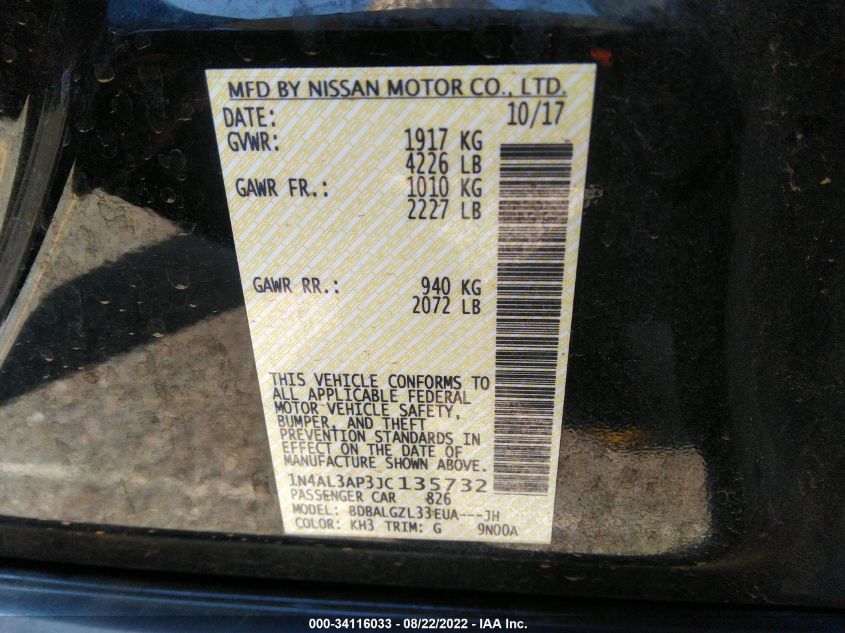 MFD BY NISSAN MOTOR CO., LTD.
DATE: 10/17
GVWR: 1917 KG
4226 LB
GAWR FR.: 1010 KG
2227 LB
GAWR RR.: 940 KG
2072 LB
THIS VEHICLE CONFORMS TO
ALL APPLICABLE FEDERAL
MOTOR VEHICLE SAFETY,
BUMPER, AND THEFT
PREVENTION STANDARDS IN
EFFECT ON THE DATE OF
MANUFACTURE SHOWN ABOVE.
1N4AL3AP3JC135732
PASSENGER CAR 826
MODEL: BDBALGZL33EUA---JH
COLOR: KH3 TRIM: G 9N00A
000-34116033 - 08/22/2022 - IAA Inc.